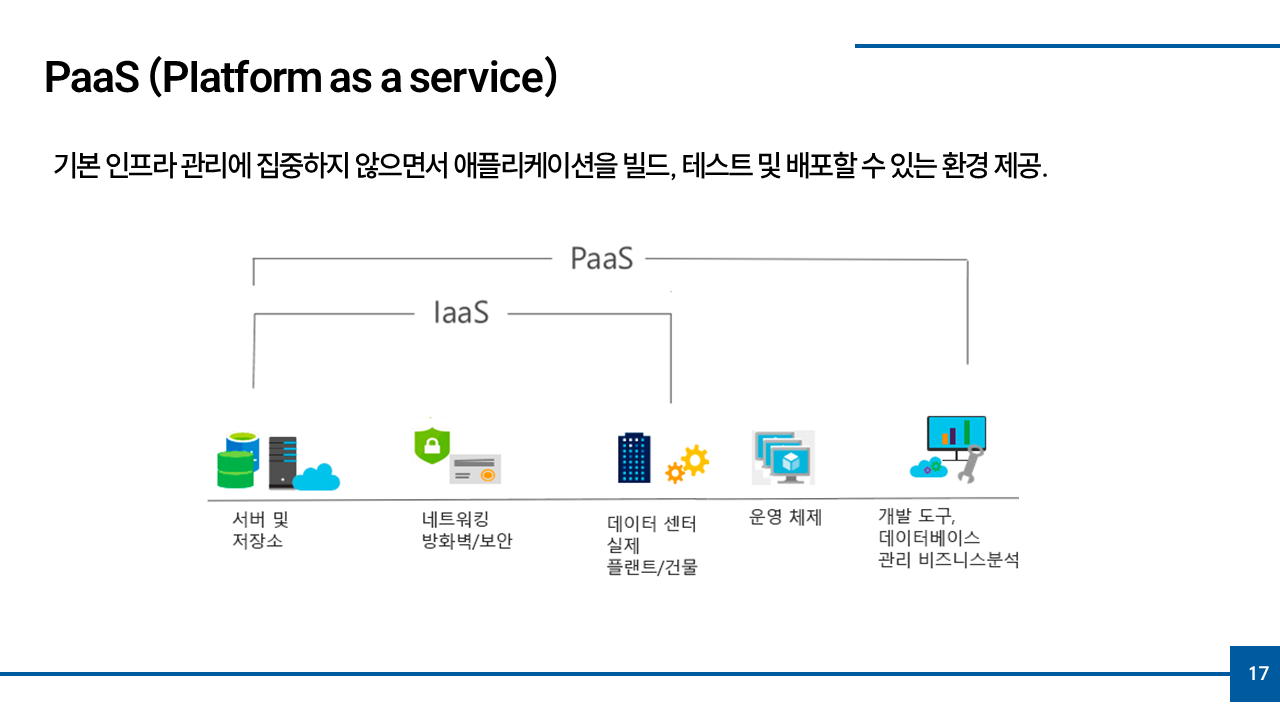 PaaS (Platform as a service)
기본 인프라 관리에 집중하지 않으면서 애플리케이션을 빌드, 테스트 및 배포할 수 있는 환경 제공.
PaaS
IaaS
서버 및
저장소
네트워킹
방화벽/보안
데이터 센터
실제
플랜트/건물
운영 체제
개발 도구,
데이터베이스
관리 비즈니스분석
17